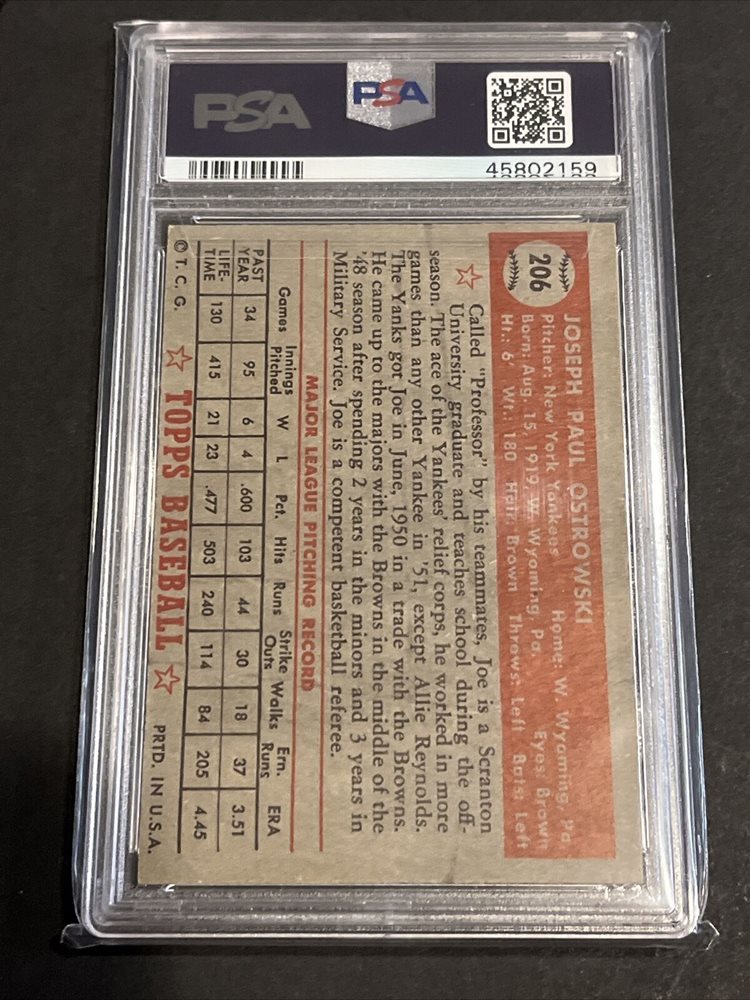 PSA
PSA
45802159
206
JOSEPH PAUL OSTROWSKI
Pitcher: New York Yankees Home: W. Wyoming, Pa.
Born: Aug. 15, 1919, W. Wyoming, Pa. Eyes: Brown
Ht.: 6' Wt.: 180 Hair: Brown Throws: Left Bats: Left
Called "Professor" by his teammates, Joe is a Scranton
University graduate and teaches school during the off-
season. The ace of the Yankees' relief corps, he worked in more
games than any other Yankee in '51, except Allie Reynolds.
The Yanks got Joe in June, 1950 in a trade with the Browns.
He came up to the majors with the Browns in the middle of the
'48 season after spending 2 years in the minors and 3 years in
Military Service. Joe is a competent basketball referee.
MAJOR LEAGUE PITCHING RECORD
Games Innings Pitched W L Pct. Hits Runs Strike Outs Walks Ern. Runs ERA
PAST YEAR 34 95 6 4 .600 103 44 30 18 37 3.51
LIFE-TIME 130 415 21 23 .477 503 240 114 84 205 4.45
© T. C. G. TOPPS BASEBALL PRTD. IN U.S.A.